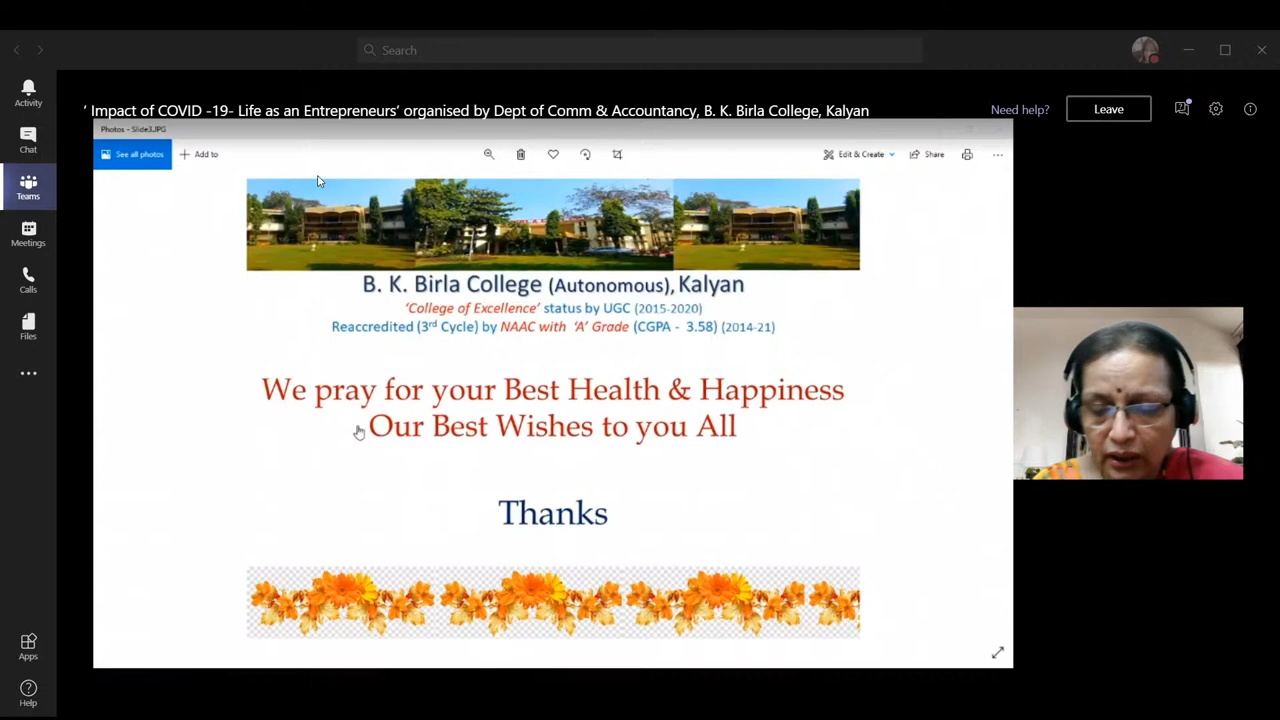 Search
Activity
Chat
Teams
Meetings
Calls
Files
Apps
Help
‘ Impact of COVID -19- Life as an Entrepreneurs‘ organised by Dept of Comm & Accountancy, B. K. Birla College, Kalyan
Need help?
Leave
Photos - Slide3.JPG
See all photos
Add to
Edit & Create
Share
B. K. Birla College (Autonomous), Kalyan
‘College of Excellence’ status by UGC (2015-2020)
Reaccredited (3rd Cycle) by NAAC with ‘A’ Grade (CGPA - 3.58) (2014-21)
We pray for your Best Health & Happiness
Our Best Wishes to you All
Thanks